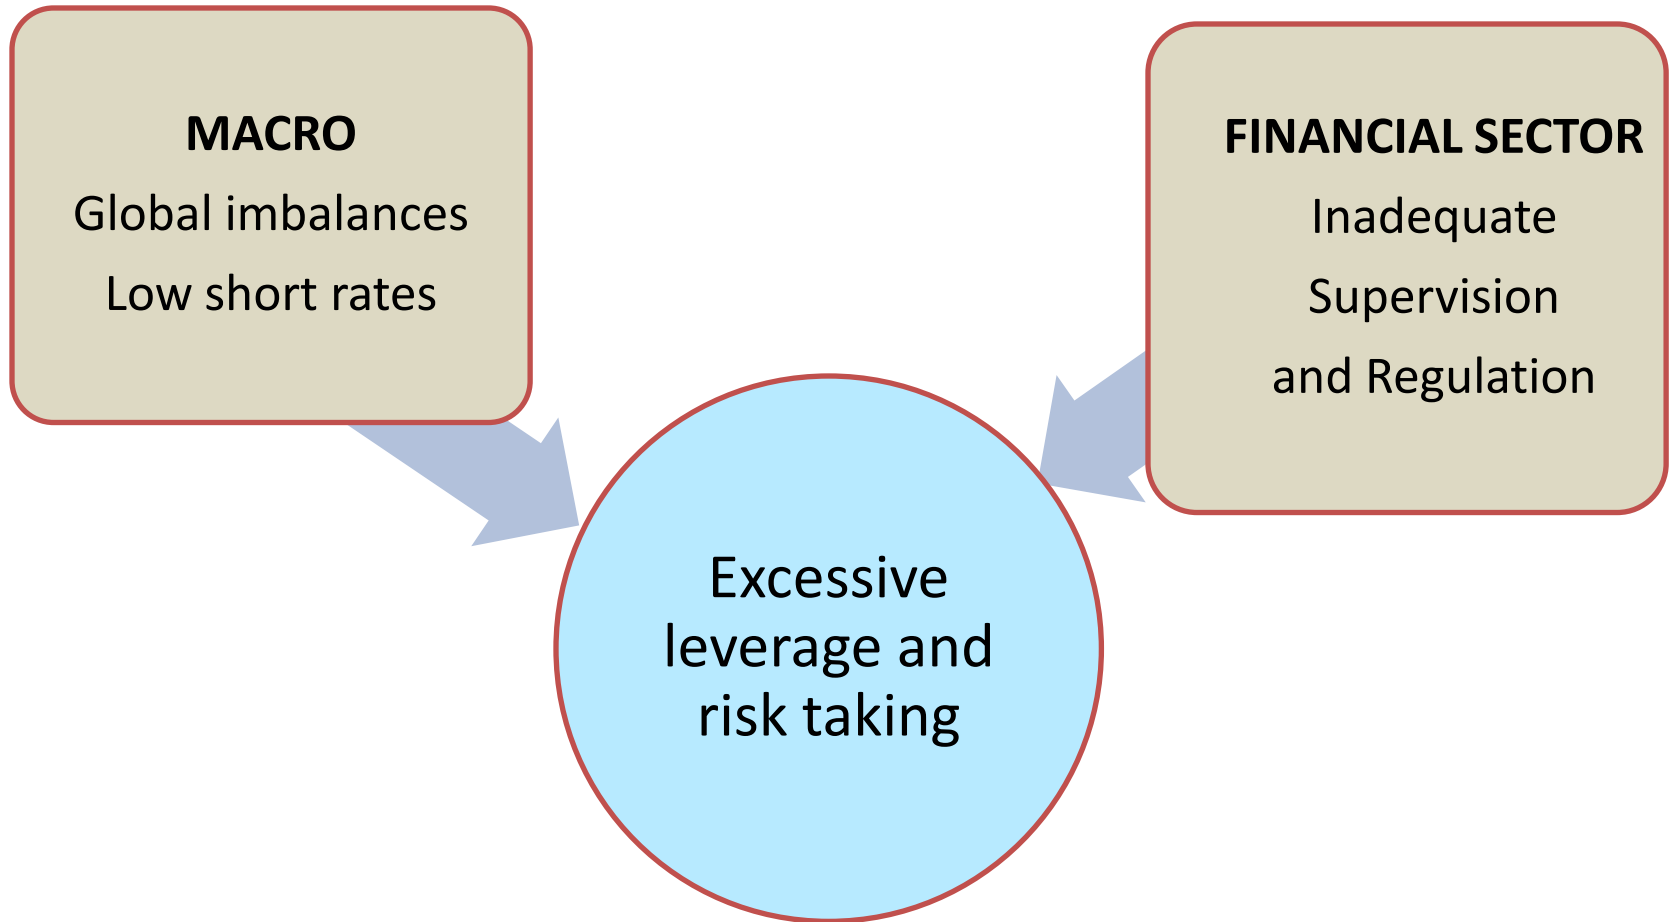 MACRO
Global imbalances
Low short rates
FINANCIAL SECTOR
Inadequate
Supervision
and Regulation
Excessive
leverage and
risk taking